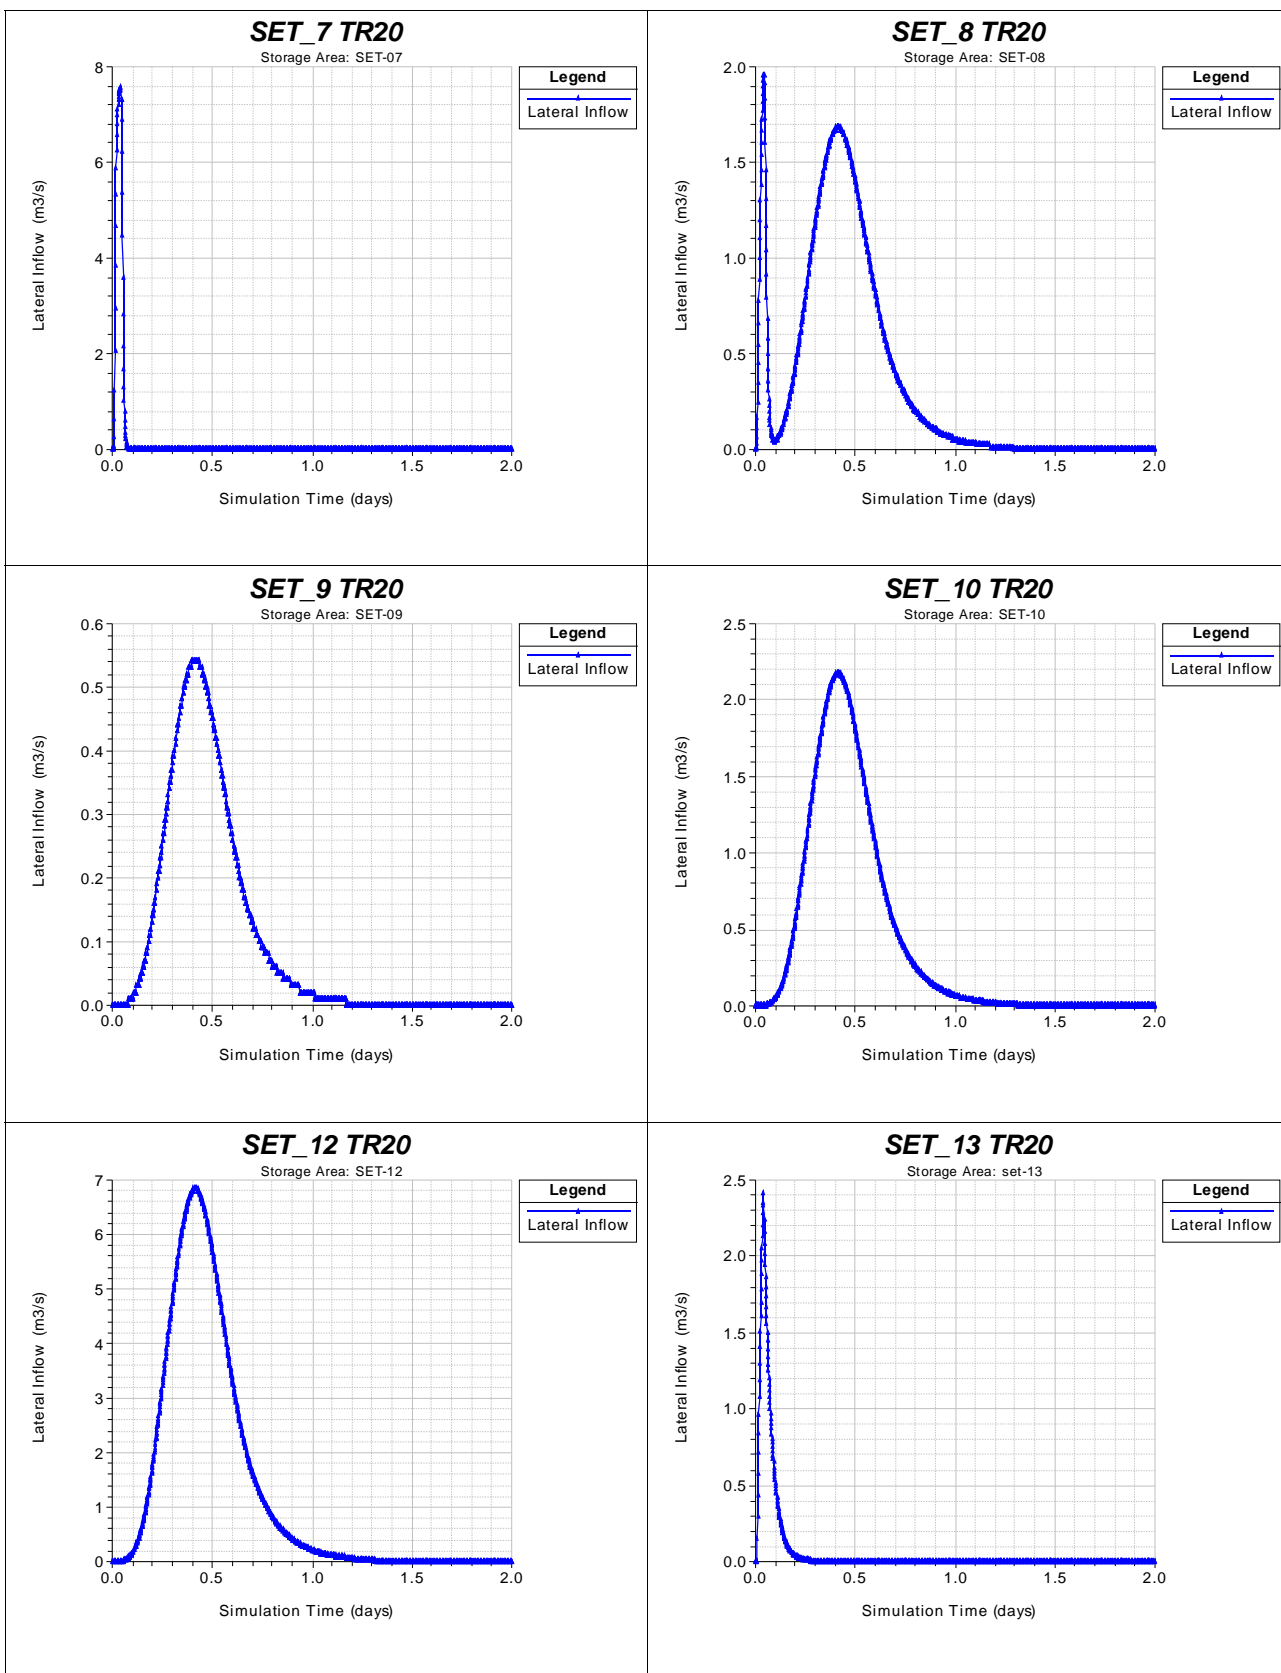 SET_7 TR20
Storage Area: SET-07
Legend
Lateral Inflow
Lateral Inflow (m3/s)
8
6
4
2
0
0.0 0.5 1.0 1.5 2.0
Simulation Time (days)
SET_8 TR20
Storage Area: SET-08
Legend
Lateral Inflow
Lateral Inflow (m3/s)
2.0
1.5
1.0
0.5
0.0
0.0 0.5 1.0 1.5 2.0
Simulation Time (days)
SET_9 TR20
Storage Area: SET-09
Legend
Lateral Inflow
Lateral Inflow (m3/s)
0.6
0.5
0.4
0.3
0.2
0.1
0.0
0.0 0.5 1.0 1.5 2.0
Simulation Time (days)
SET_10 TR20
Storage Area: SET-10
Legend
Lateral Inflow
Lateral Inflow (m3/s)
2.5
2.0
1.5
1.0
0.5
0.0
0.0 0.5 1.0 1.5 2.0
Simulation Time (days)
SET_12 TR20
Storage Area: SET-12
Legend
Lateral Inflow
Lateral Inflow (m3/s)
7
6
5
4
3
2
1
0
0.0 0.5 1.0 1.5 2.0
Simulation Time (days)
SET_13 TR20
Storage Area: set-13
Legend
Lateral Inflow
Lateral Inflow (m3/s)
2.5
2.0
1.5
1.0
0.5
0.0
0.0 0.5 1.0 1.5 2.0
Simulation Time (days)